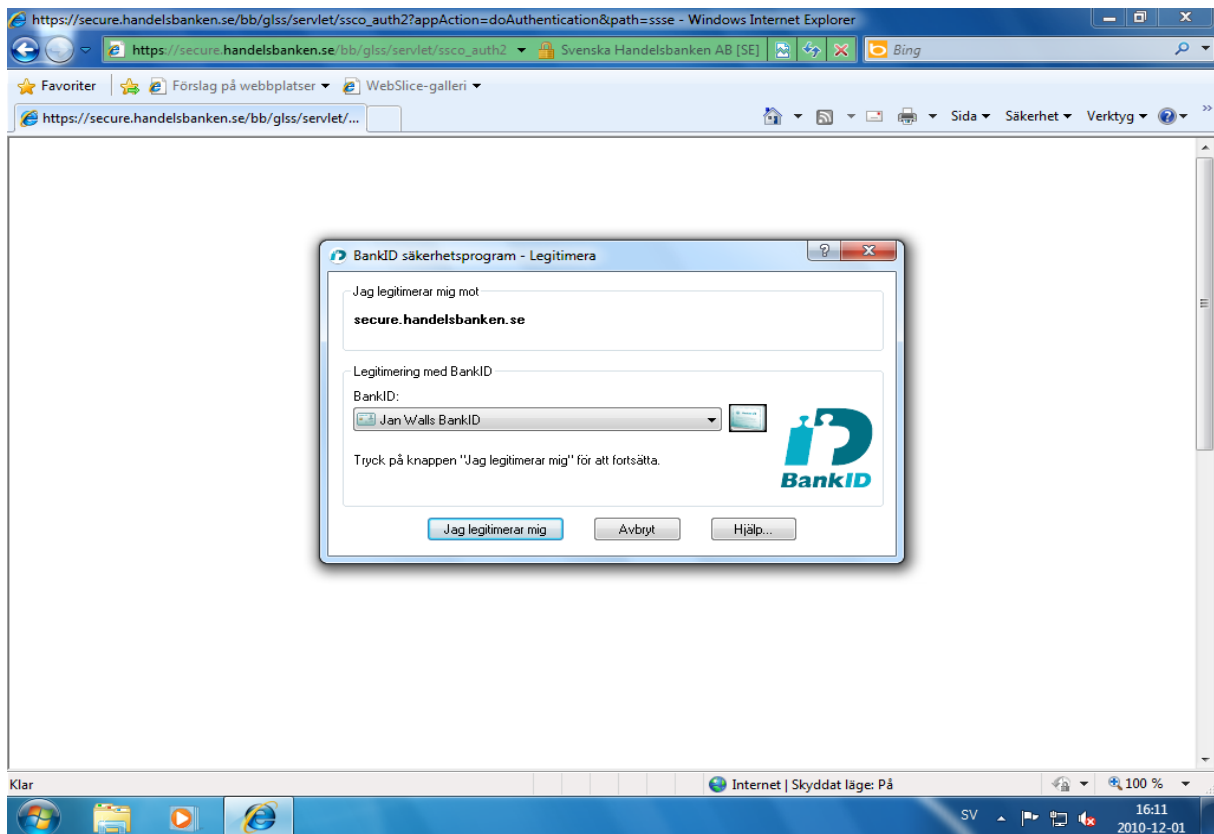 https://secure.handelsbanken.se/bb/glss/servlet/ssco_auth2?appAction=doAuthentication&path=ssse - Windows Internet Explorer
https://secure.handelsbanken.se/bb/glss/servlet/ssco_auth2 Svenska Handelsbanken AB [SE] Bing
Favoriter Förslag på webbplatser WebSlice-galleri
https://secure.handelsbanken.se/bb/glss/servlet/... Sida Säkerhet Verktyg
BankID säkerhetsprogram - Legitimera
Jag legitimerar mig mot
secure.handelsbanken.se
Legitimering med BankID
BankID:
Jan Walls BankID
Tryck på knappen "Jag legitimerar mig" för att fortsätta.
BankID
Jag legitimerar mig Avbryt Hjälp...
Klar Internet | Skyddat läge: På 100 %
SV 16:11
2010-12-01